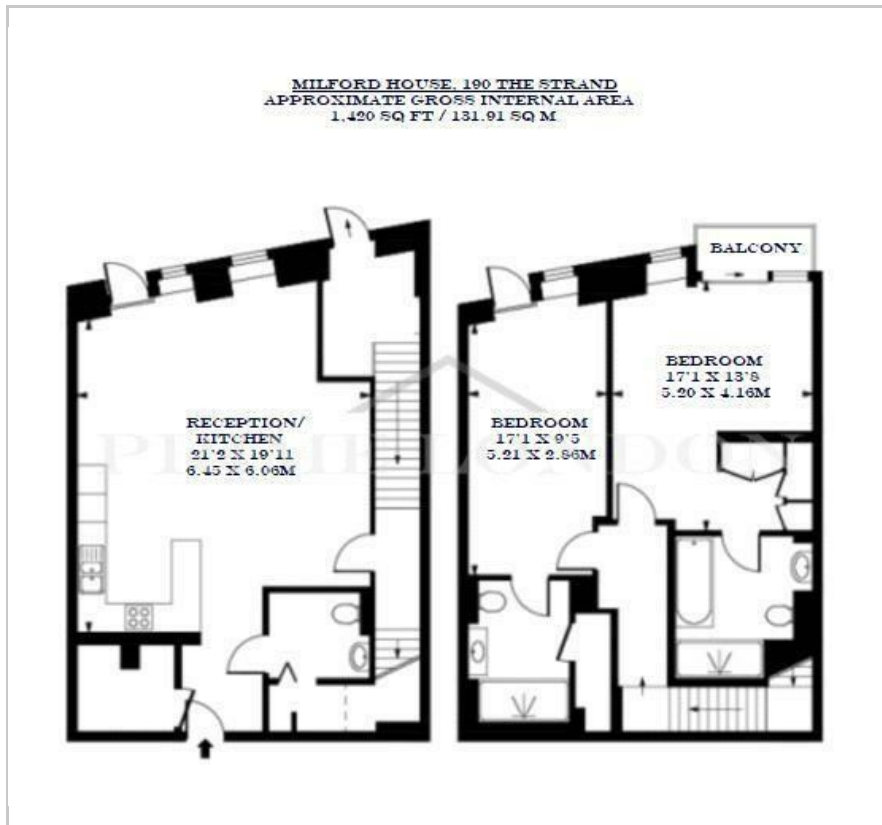 MILFORD HOUSE, 190 THE STRAND
APPROXIMATE GROSS INTERNAL AREA
1,420 SQ FT / 131.91 SQ M
BALCONY
BEDROOM
17'1 X 13'8
5.20 X 4.16M
RECEPTION/
KITCHEN
21'2 X 19'11
6.45 X 6.06M
BEDROOM
17'1 X 9'5
5.21 X 2.86M
PRIME LONDON